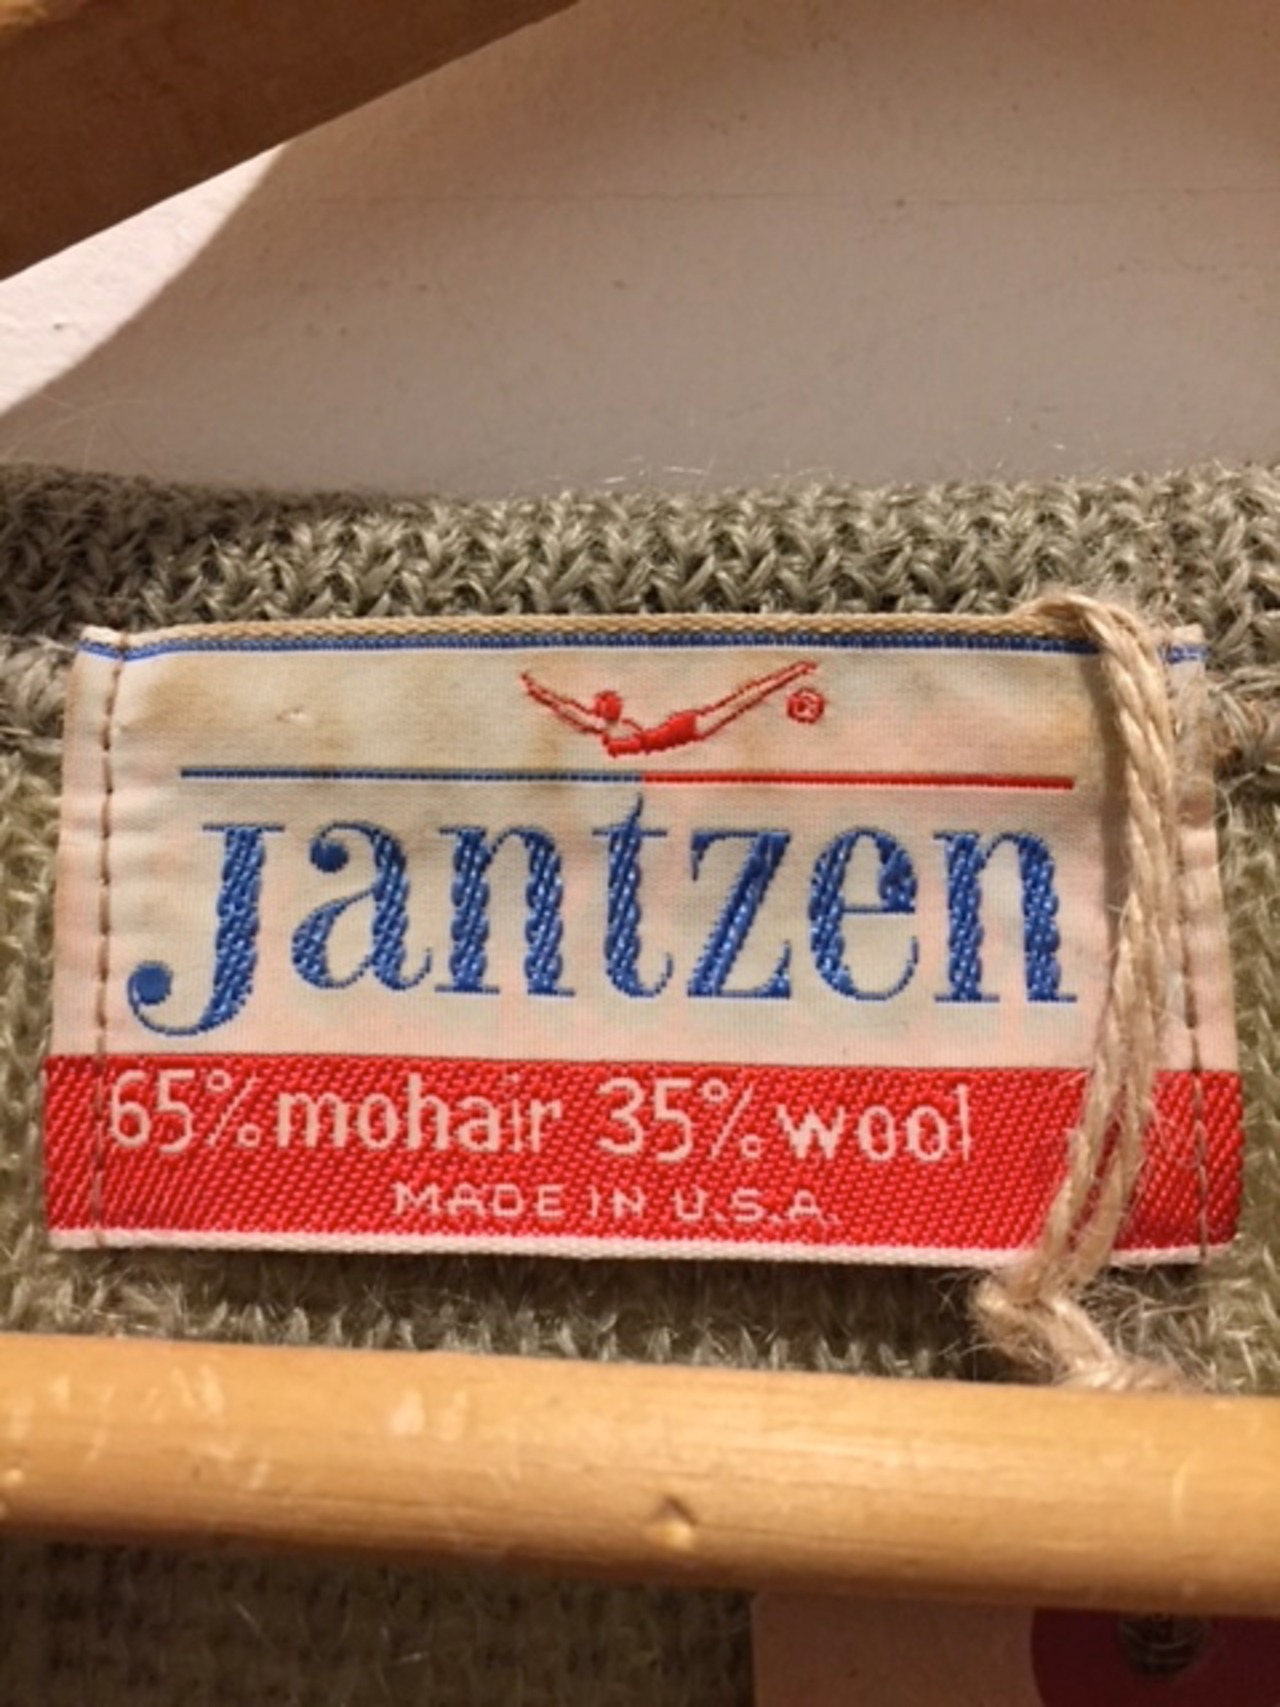 ®
Jantzen
65% mohair 35% wool
MADE IN U.S.A.